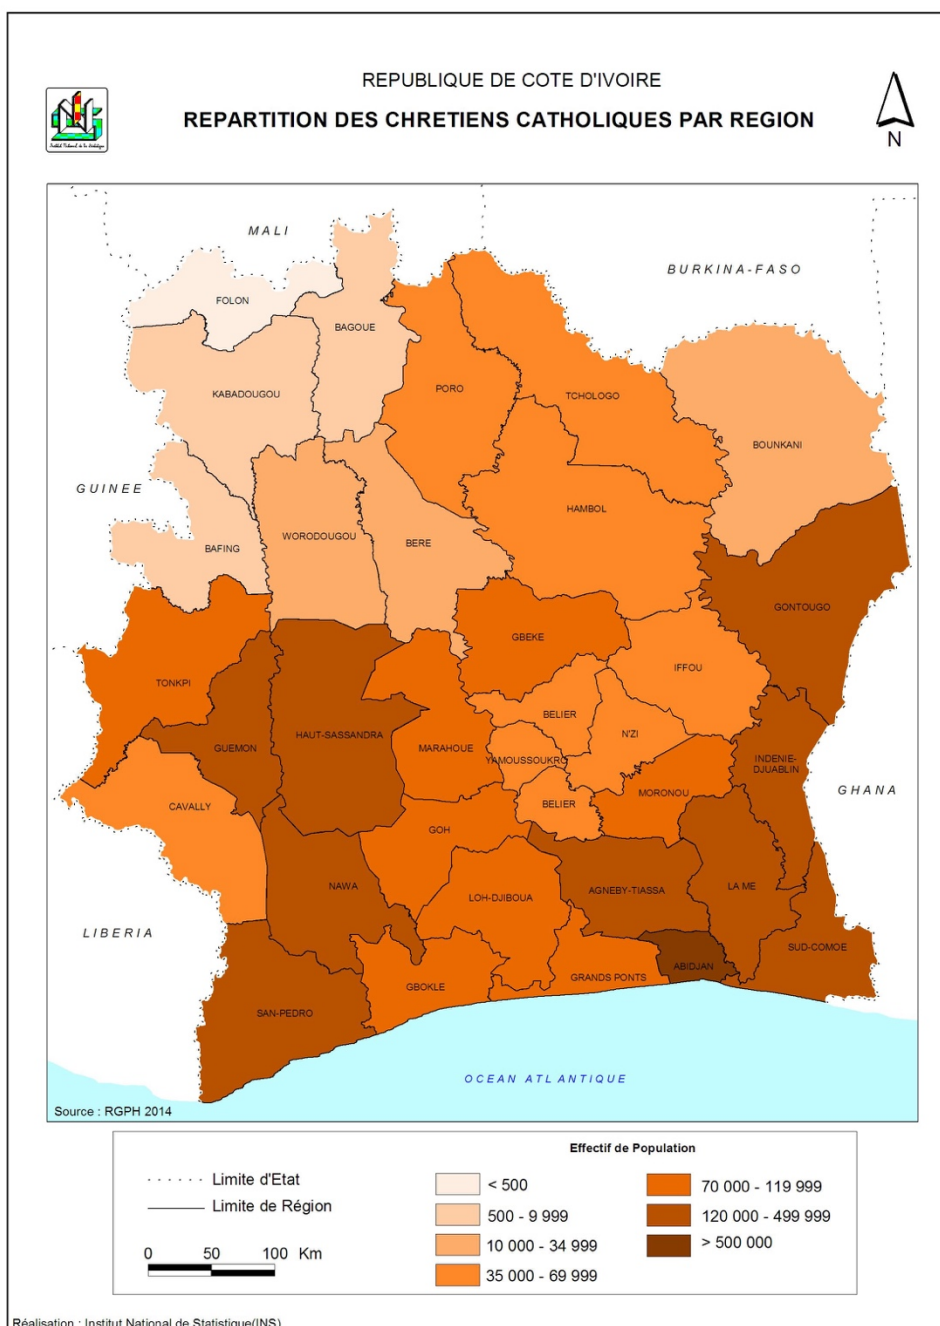 REPUBLIQUE DE COTE D'IVOIRE
REPARTITION DES CHRETIENS CATHOLIQUES PAR REGION
N
MALI
BURKINA-FASO
FOLON
BAGOUE
KABADOUGOU
PORO
TCHOLOGO
BOUNKANI
GUINEE
HAMBOL
WORODOUGOU
BERE
BAFING
GONTOUGO
GBEKE
IFFOU
TONKPI
BELIER
HAUT-SASSANDRA
N'ZI
GUEMON
MARAHOUE
YAMOUSSOUKRO
INDENIE-
DJUABLIN
GHANA
MORONOU
CAVALLY
BELIER
GOH
NAWA
LOH-DJIBOUA
AGNEBY-TIASSA
LA ME
LIBERIA
SUD-COMOE
ABIDJAN
GRANDS PONTS
GBOKLE
SAN-PEDRO
OCEAN ATLANTIQUE
Source : RGPH 2014
Effectif de Population
Limite d'Etat
Limite de Région
0 50 100 Km
< 500
500 - 9 999
10 000 - 34 999
35 000 - 69 999
70 000 - 119 999
120 000 - 499 999
> 500 000
Réalisation : Institut National de Statistique(INS)